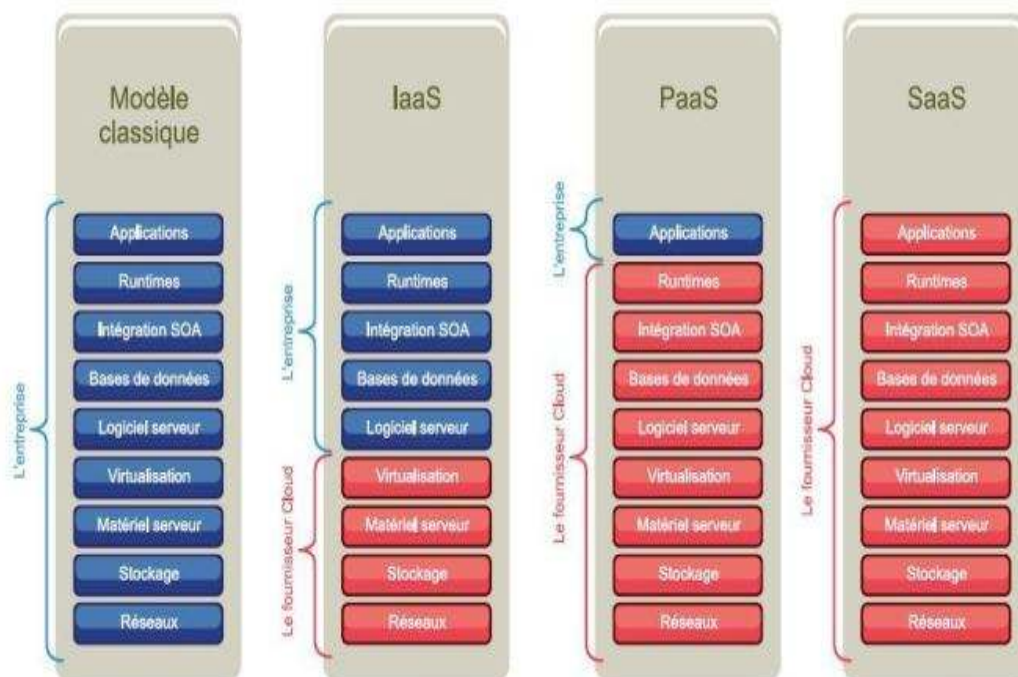 Modèle
classique
L'entreprise
Applications
Runtimes
Intégration SOA
Bases de données
Logiciel serveur
Virtualisation
Matériel serveur
Stockage
Réseaux
IaaS
L'entreprise
Le fournisseur Cloud
Applications
Runtimes
Intégration SOA
Bases de données
Logiciel serveur
Virtualisation
Matériel serveur
Stockage
Réseaux
PaaS
L'entreprise
Le fournisseur Cloud
Applications
Runtimes
Intégration SOA
Bases de données
Logiciel serveur
Virtualisation
Matériel serveur
Stockage
Réseaux
SaaS
Le fournisseur Cloud
Applications
Runtimes
Intégration SOA
Bases de données
Logiciel serveur
Virtualisation
Matériel serveur
Stockage
Réseaux